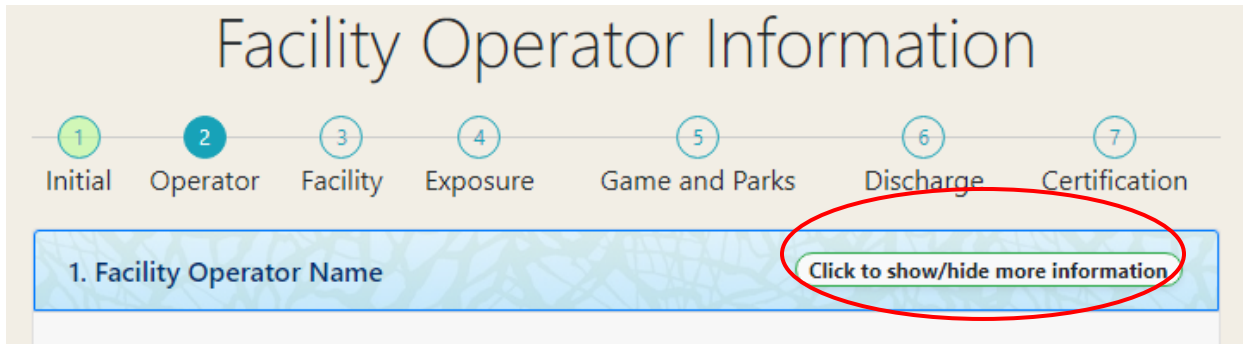 Facility Operator Information
1 2 3 4 5 6 7
Initial Operator Facility Exposure Game and Parks Discharge Certification
1. Facility Operator Name Click to show/hide more information